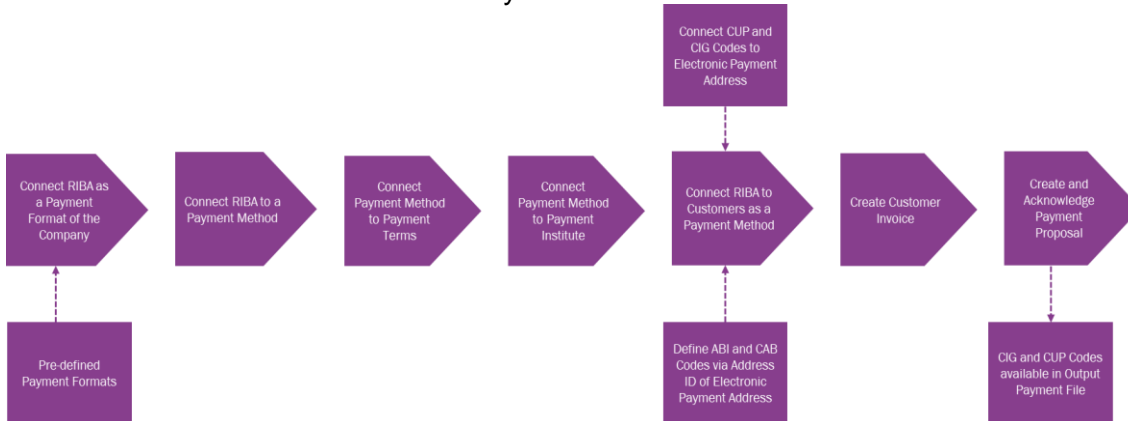 y
Connect CUP and
CIG Codes to
Electronic Payment
Address
Connect RIBA as
a Payment
Format of the
Company
Connect RIBA to a
Payment Method
Connect
Payment Method
to Payment
Terms
Connect
Payment Method
to Payment
Institute
Connect RIBA to
Customers as a
Payment Method
Create Customer
Invoice
Create and
Acknowledge
Payment
Proposal
Pre-defined
Payment Formats
Define ABI and CAB
Codes via Address
ID of Electronic
Payment Address
CIG and CUP Codes
available in Output
Payment File